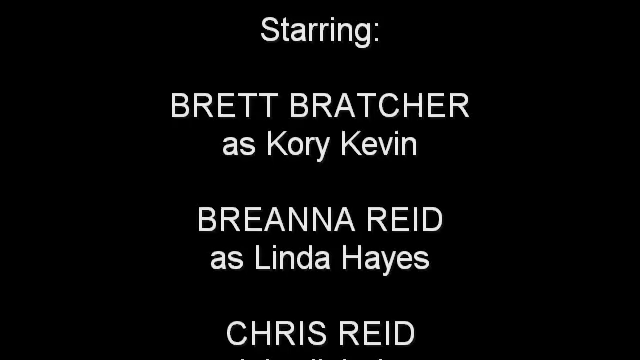 Starring:
BRETT BRATCHER
as Kory Kevin
BREANNA REID
as Linda Hayes
CHRIS REID